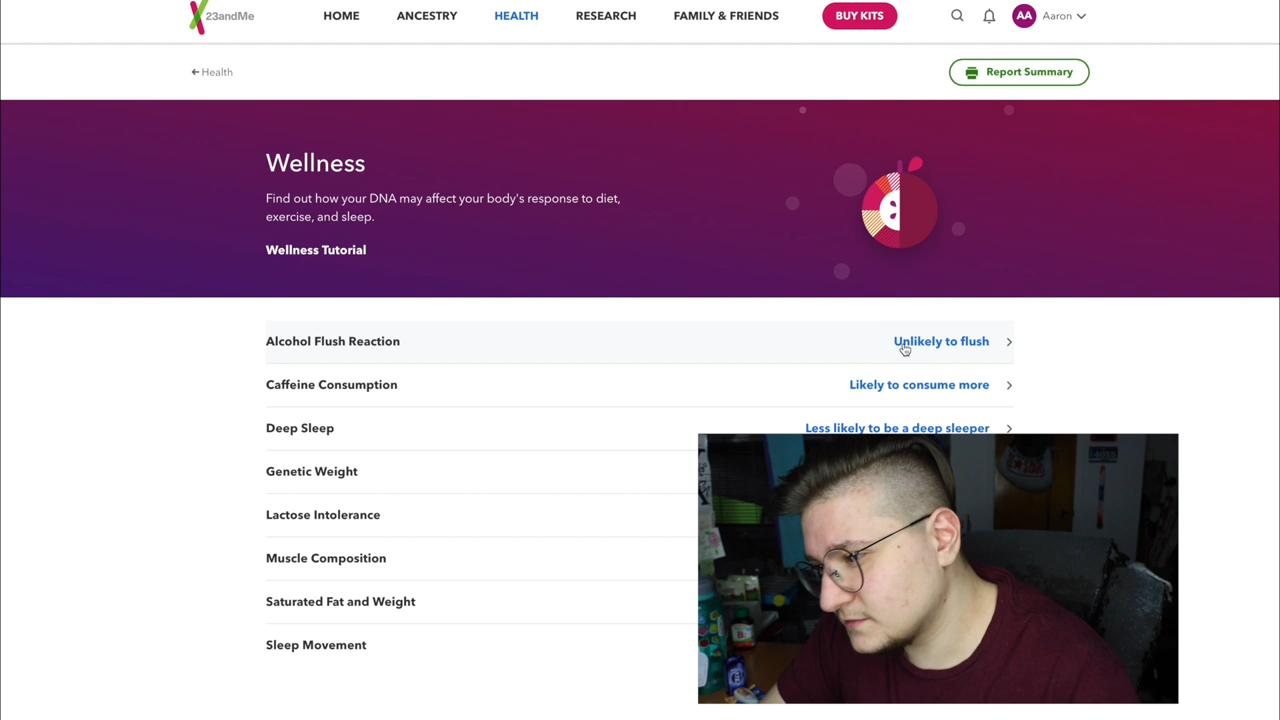 23andMe
HOME ANCESTRY HEALTH RESEARCH FAMILY & FRIENDS BUY KITS AA Aaron
Health Report Summary
Wellness
Find out how your DNA may affect your body's response to diet,
exercise, and sleep.
Wellness Tutorial
Alcohol Flush Reaction Unlikely to flush
Caffeine Consumption Likely to consume more
Deep Sleep Less likely to be a deep sleeper
Genetic Weight
Lactose Intolerance
Muscle Composition
Saturated Fat and Weight
Sleep Movement